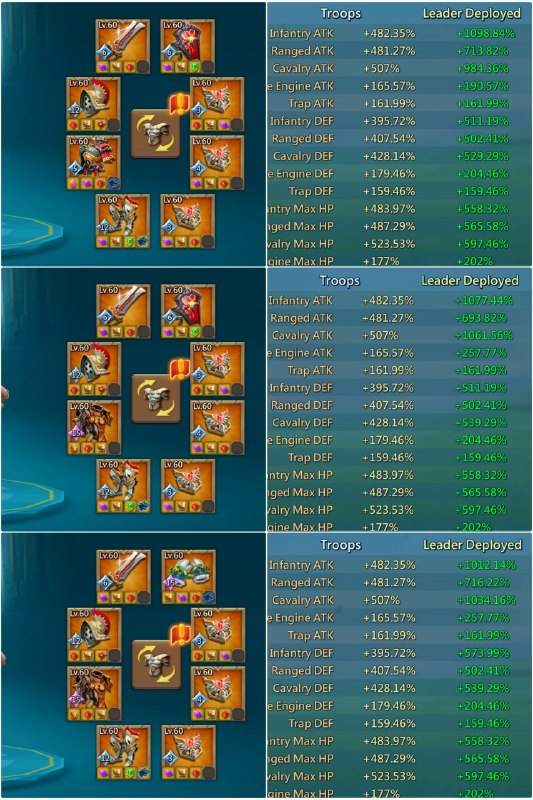 Troops Leader Deployed
Lv.60 Lv.60
Infantry ATK +482.35% +1098.84%
Ranged ATK +481.27% +713.82%
Cavalry ATK +507% +984.36%
Lv.60 Lv.60
e Engine ATK +165.57% +190.57%
Trap ATK +161.99% +161.99%
Infantry DEF +395.72% +511.19%
Ranged DEF +407.54% +502.41%
Lv.60 Lv.60
Cavalry DEF +428.14% +529.29%
e Engine DEF +179.46% +204.46%
Trap DEF +159.46% +159.46%
Lv.60 Lv.60
antry Max HP +483.97% +558.32%
nged Max HP +487.29% +565.58%
valry Max HP +523.53% +597.46%
gine Max HP +177% +202%
Troops Leader Deployed
Lv.60 Lv.60
Infantry ATK +482.35% +1077.44%
Ranged ATK +481.27% +693.82%
Cavalry ATK +507% +1061.56%
Lv.60 Lv.60
e Engine ATK +165.57% +257.77%
Trap ATK +161.99% +161.99%
Infantry DEF +395.72% +511.19%
Lv.60 Lv.60
Ranged DEF +407.54% +502.41%
Cavalry DEF +428.14% +539.29%
e Engine DEF +179.46% +204.46%
Trap DEF +159.46% +159.46%
Lv.60 Lv.60
antry Max HP +483.97% +558.32%
nged Max HP +487.29% +565.58%
valry Max HP +523.53% +597.46%
gine Max HP +177% +202%
Troops Leader Deployed
Lv.60 Lv.60
Infantry ATK +482.35% +1012.14%
Ranged ATK +481.27% +716.22%
Cavalry ATK +507% +1034.16%
Lv.60 Lv.60
e Engine ATK +165.57% +257.77%
Trap ATK +161.99% +161.99%
Infantry DEF +395.72% +573.99%
Lv.60 Lv.60
Ranged DEF +407.54% +502.41%
Cavalry DEF +428.14% +539.29%
e Engine DEF +179.46% +204.46%
Trap DEF +159.46% +159.46%
Lv.60 Lv.60
antry Max HP +483.97% +558.32%
nged Max HP +487.29% +565.58%
valry Max HP +523.53% +597.46%
gine Max HP +177% +202%